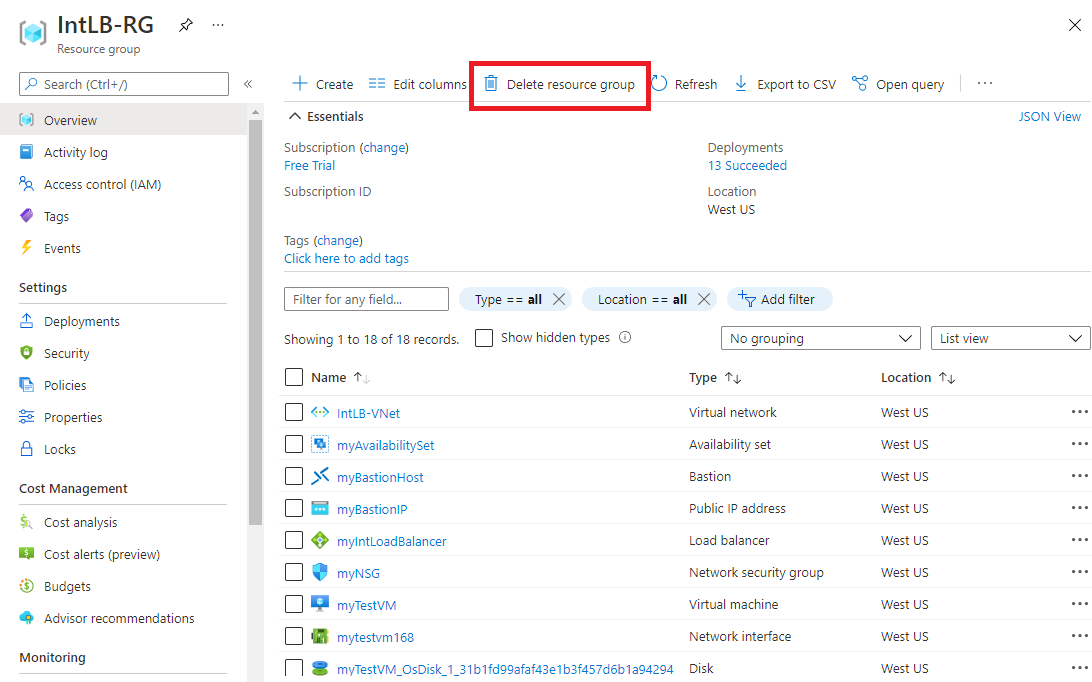 IntLB-RG
Resource group
Search (Ctrl+/)
«
Overview
Activity log
Access control (IAM)
Tags
Events
Settings
Deployments
Security
Policies
Properties
Locks
Cost Management
Cost analysis
Cost alerts (preview)
Budgets
Advisor recommendations
Monitoring
Create Edit columns Delete resource group Refresh Export to CSV Open query
Essentials JSON View
Subscription (change)
Free Trial
Subscription ID
Deployments
13 Succeeded
Location
West US
Tags (change)
Click here to add tags
Filter for any field... Type == all Location == all Add filter
Showing 1 to 18 of 18 records. Show hidden types No grouping List view
Name Type Location
IntLB-VNet Virtual network West US
myAvailabilitySet Availability set West US
myBastionHost Bastion West US
myBastionIP Public IP address West US
myIntLoadBalancer Load balancer West US
myNSG Network security group West US
myTestVM Virtual machine West US
mytestvm168 Network interface West US
myTestVM_OsDisk_1_31b1fd99afaf43e1b3f457d6b1a94294 Disk West US